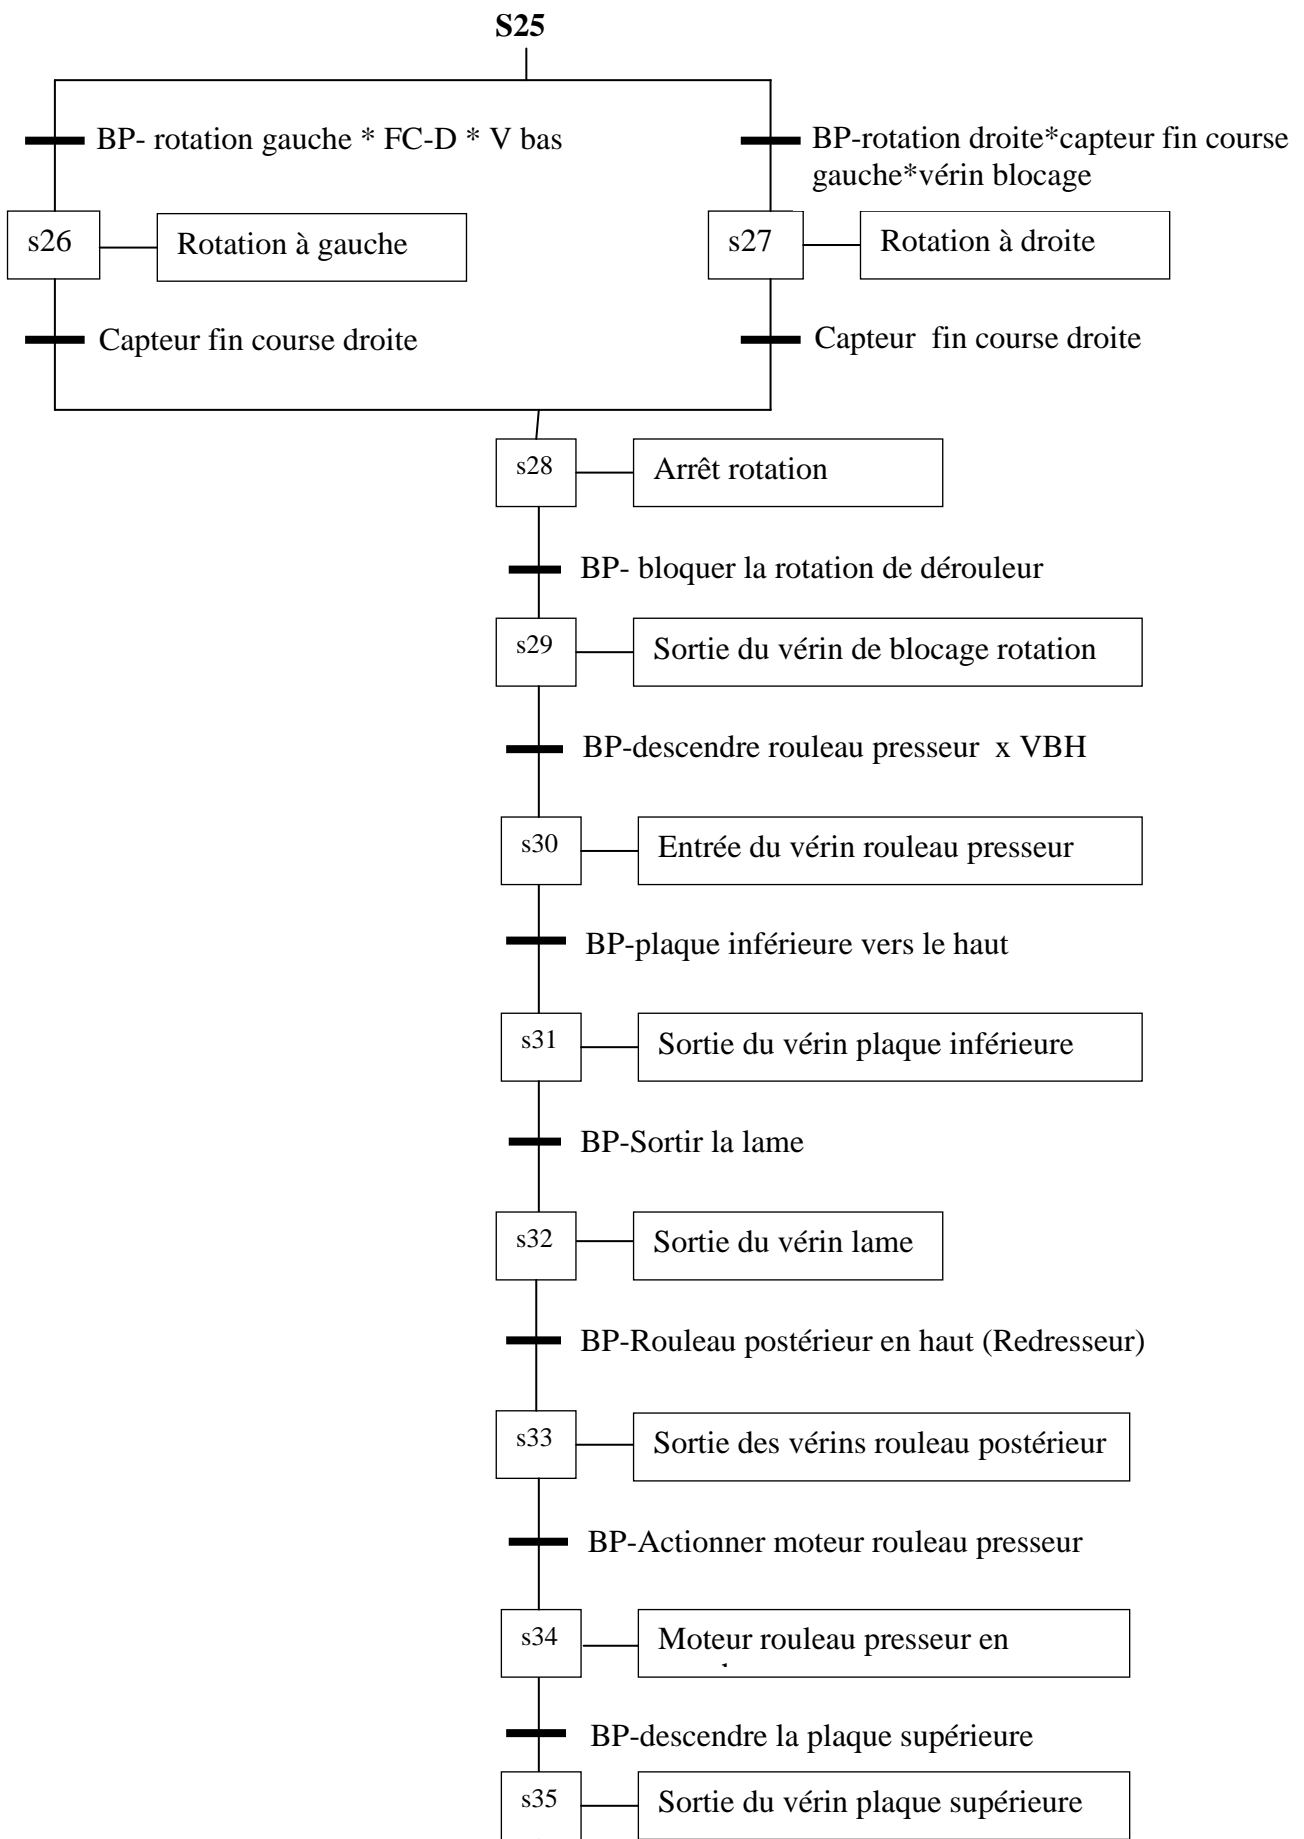 S25
BP- rotation gauche * FC-D * V bas
BP-rotation droite*capteur fin course
gauche*vérin blocage
s26
Rotation à gauche
s27
Rotation à droite
Capteur fin course droite
Capteur fin course droite
s28
Arrêt rotation
BP- bloquer la rotation de dérouleur
s29
Sortie du vérin de blocage rotation
BP-descendre rouleau presseur x VBH
s30
Entrée du vérin rouleau presseur
BP-plaque inférieure vers le haut
s31
Sortie du vérin plaque inférieure
BP-Sortir la lame
s32
Sortie du vérin lame
BP-Rouleau postérieur en haut (Redresseur)
s33
Sortie des vérins rouleau postérieur
BP-Actionner moteur rouleau presseur
s34
Moteur rouleau presseur en
BP-descendre la plaque supérieure
s35
Sortie du vérin plaque supérieure